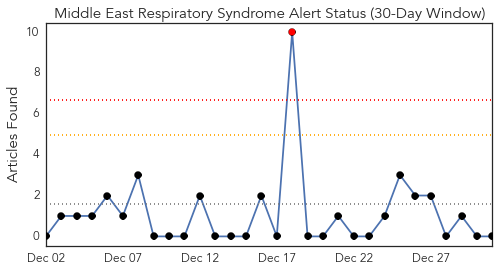 Middle East Respiratory Syndrome Alert Status (30-Day Window)
Articles Found
10
8
6
4
2
0
Dec 02 Dec 07 Dec 12 Dec 17 Dec 22 Dec 27